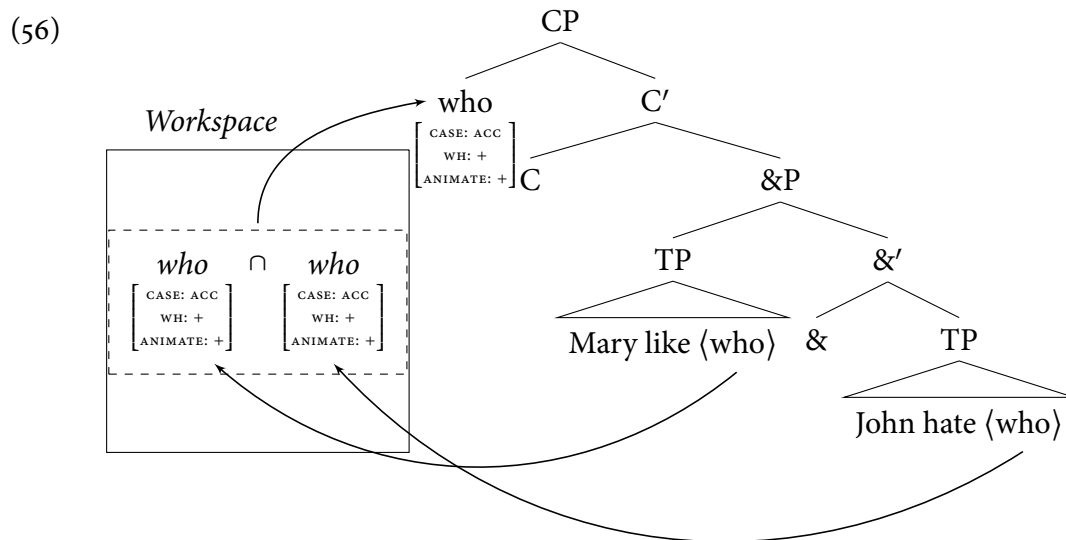 (56)
CP
who
C′
CASE: ACC
WH: +
ANIMATE: +
C
&P
Workspace
TP
&′
who ∩ who
CASE: ACC CASE: ACC
WH: + WH: +
ANIMATE: + ANIMATE: +
Mary like ⟨who⟩
&
TP
John hate ⟨who⟩